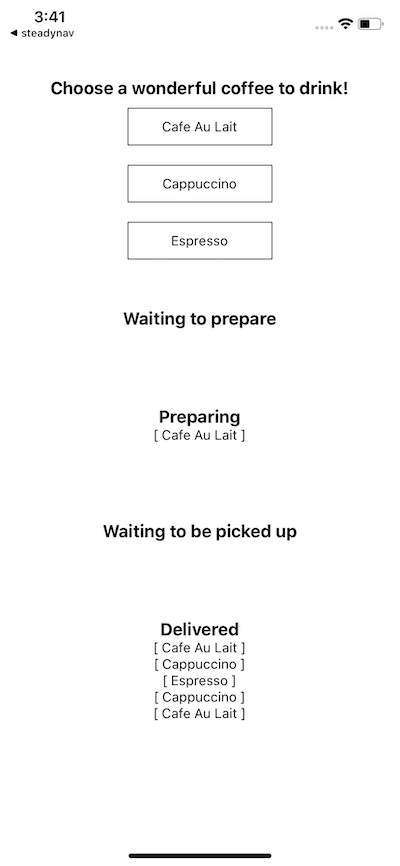 3:41
◀ steadynav
Choose a wonderful coffee to drink!
Cafe Au Lait
Cappuccino
Espresso
Waiting to prepare
Preparing
[ Cafe Au Lait ]
Waiting to be picked up
Delivered
[ Cafe Au Lait ]
[ Cappuccino ]
[ Espresso ]
[ Cappuccino ]
[ Cafe Au Lait ]